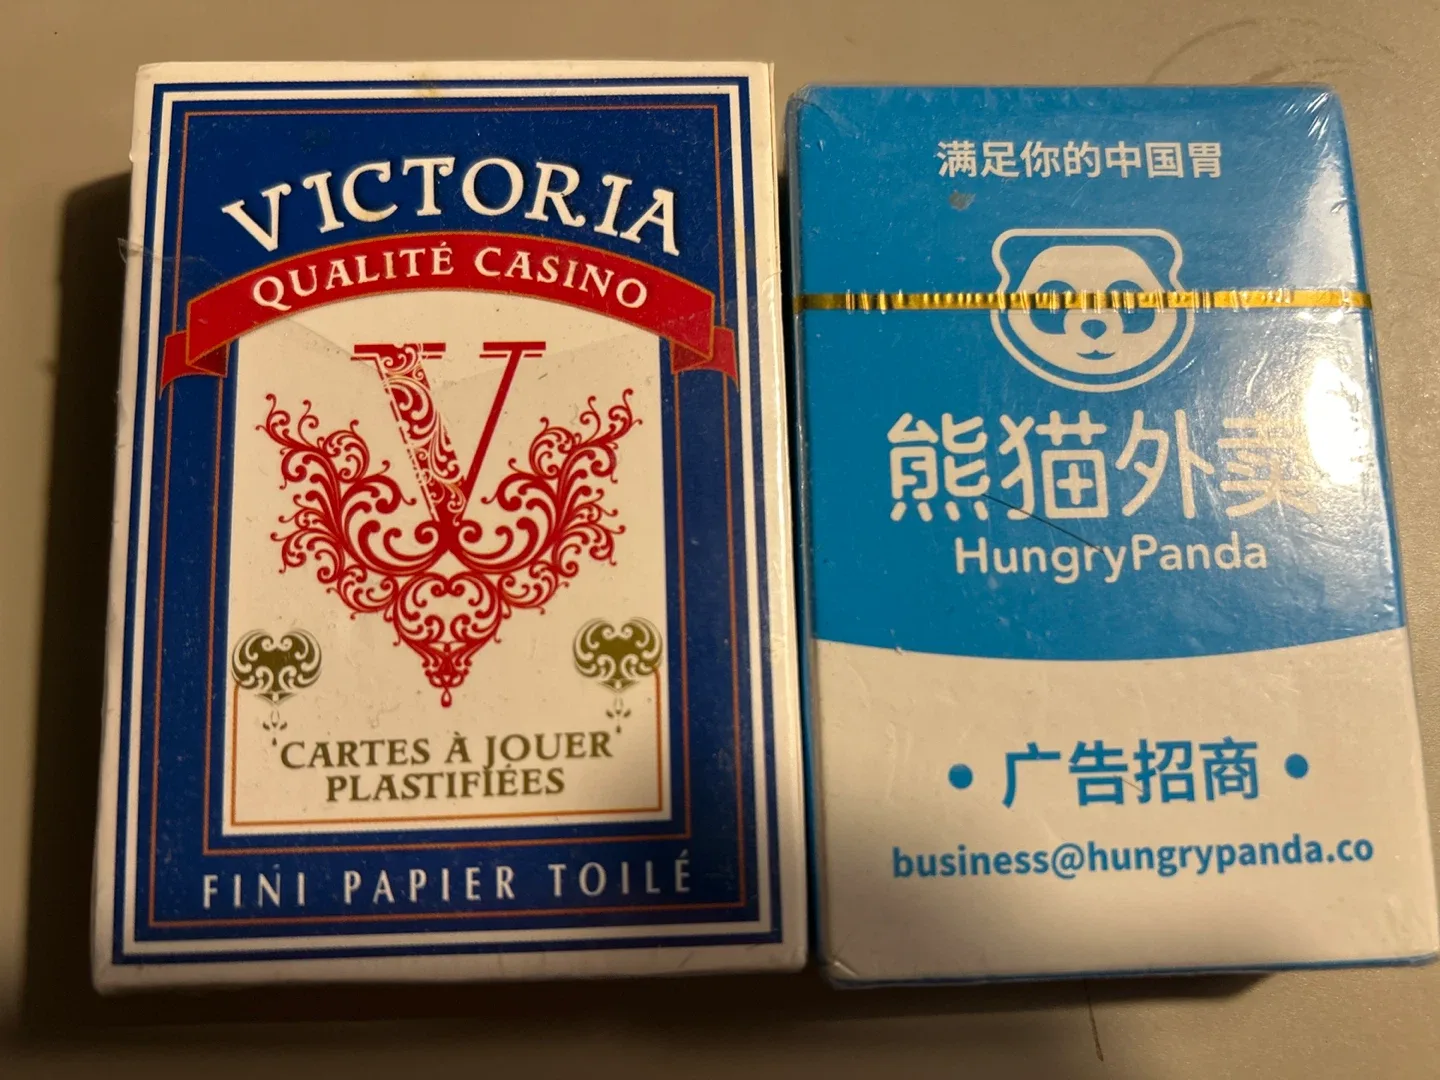 VICTORIA
QUALITÉ CASINO
V
CARTES À JOUER
PLASTIFIÉES
FINI PAPIER TOILÉ
满足你的中国胃
熊猫外卖
HungryPanda
• 广告招商 •
business@hungrypanda.co